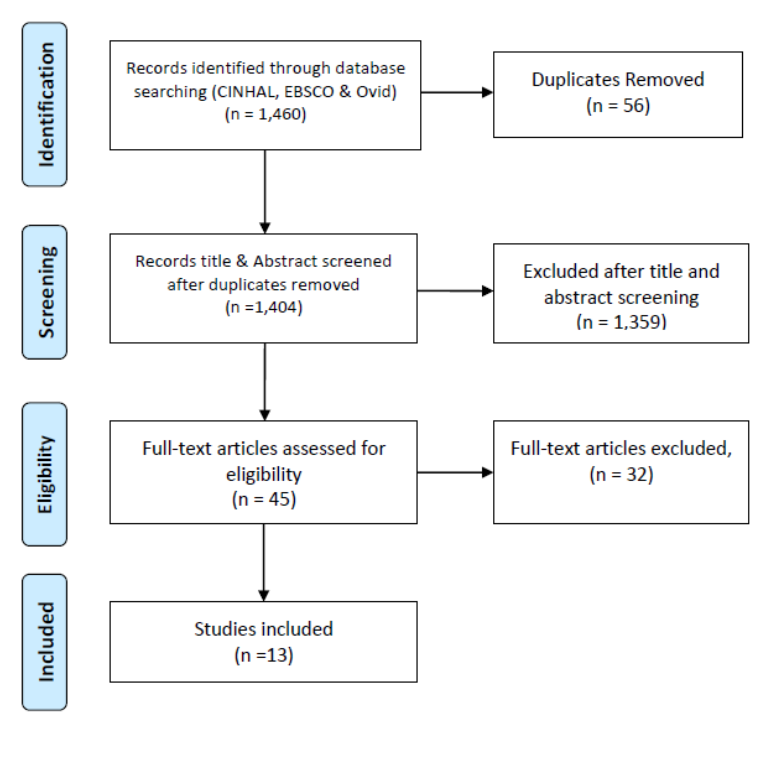 Identification
Records identified through database
searching (CINHAL, EBSCO & Ovid)
(n = 1,460)
Duplicates Removed
(n = 56)
Screening
Records title & Abstract screened
after duplicates removed
(n =1,404)
Excluded after title and
abstract screening
(n = 1,359)
Eligibility
Full-text articles assessed for
eligibility
(n = 45)
Full-text articles excluded,
(n = 32)
Included
Studies included
(n =13)